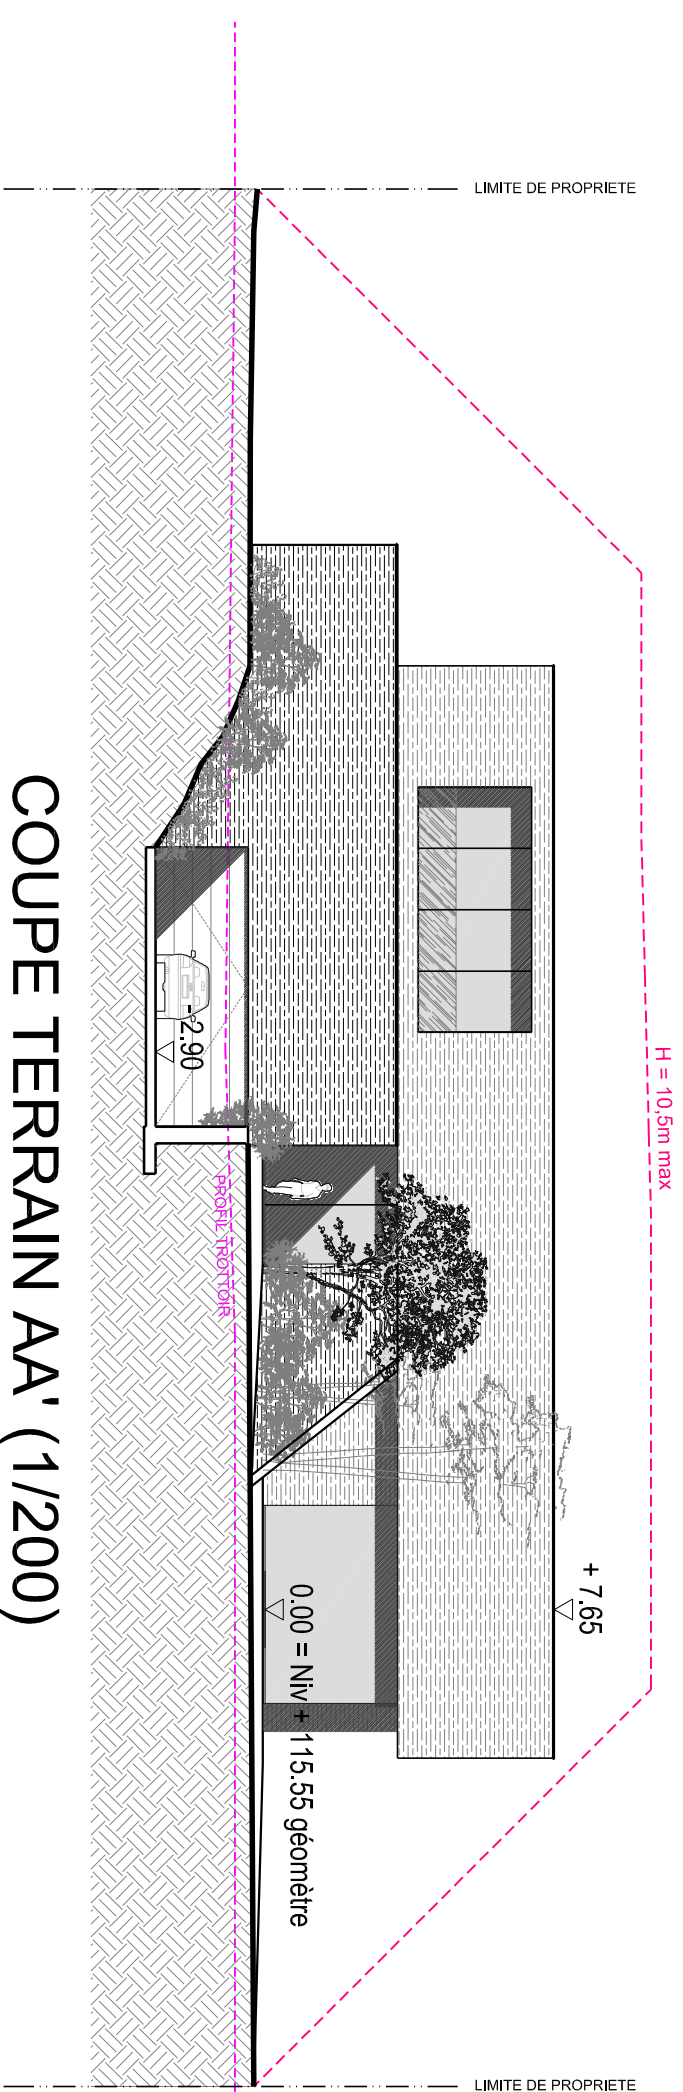 LIMITE DE PROPRIETE
H = 10,5m max
+ 7.65
-2.90
0.00 = Niv + 115.55 géomètre
PROFIL TROTTOIR
LIMITE DE PROPRIETE
COUPE TERRAIN AA' (1/200)